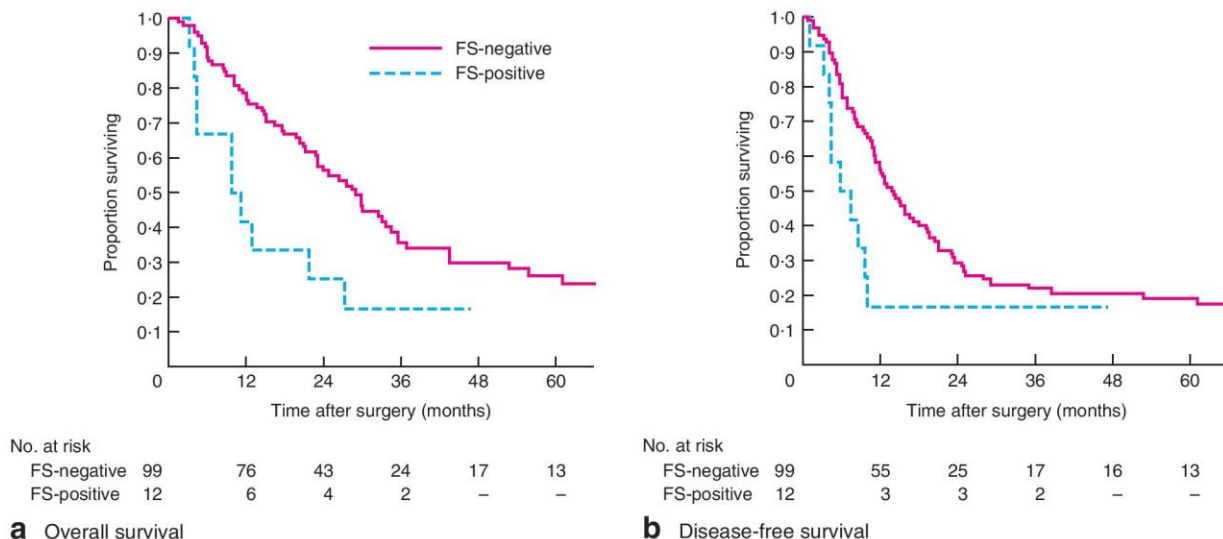 1·0
0·9
0·8
0·7
0·6
0·5
0·4
0·3
0·2
0·1
Proportion surviving
FS-negative
FS-positive
0 12 24 36 48 60
Time after surgery (months)
No. at risk
FS-negative 99 76 43 24 17 13
FS-positive 12 6 4 2 – –
a Overall survival
1·0
0·9
0·8
0·7
0·6
0·5
0·4
0·3
0·2
0·1
Proportion surviving
0 12 24 36 48 60
Time after surgery (months)
No. at risk
FS-negative 99 55 25 17 16 13
FS-positive 12 3 3 2 – –
b Disease-free survival